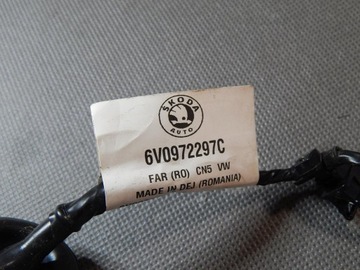 ŠKODA
AUTO
6V0972297C
FAR (RO) CN5 VW
MADE IN DEJ (ROMANIA)